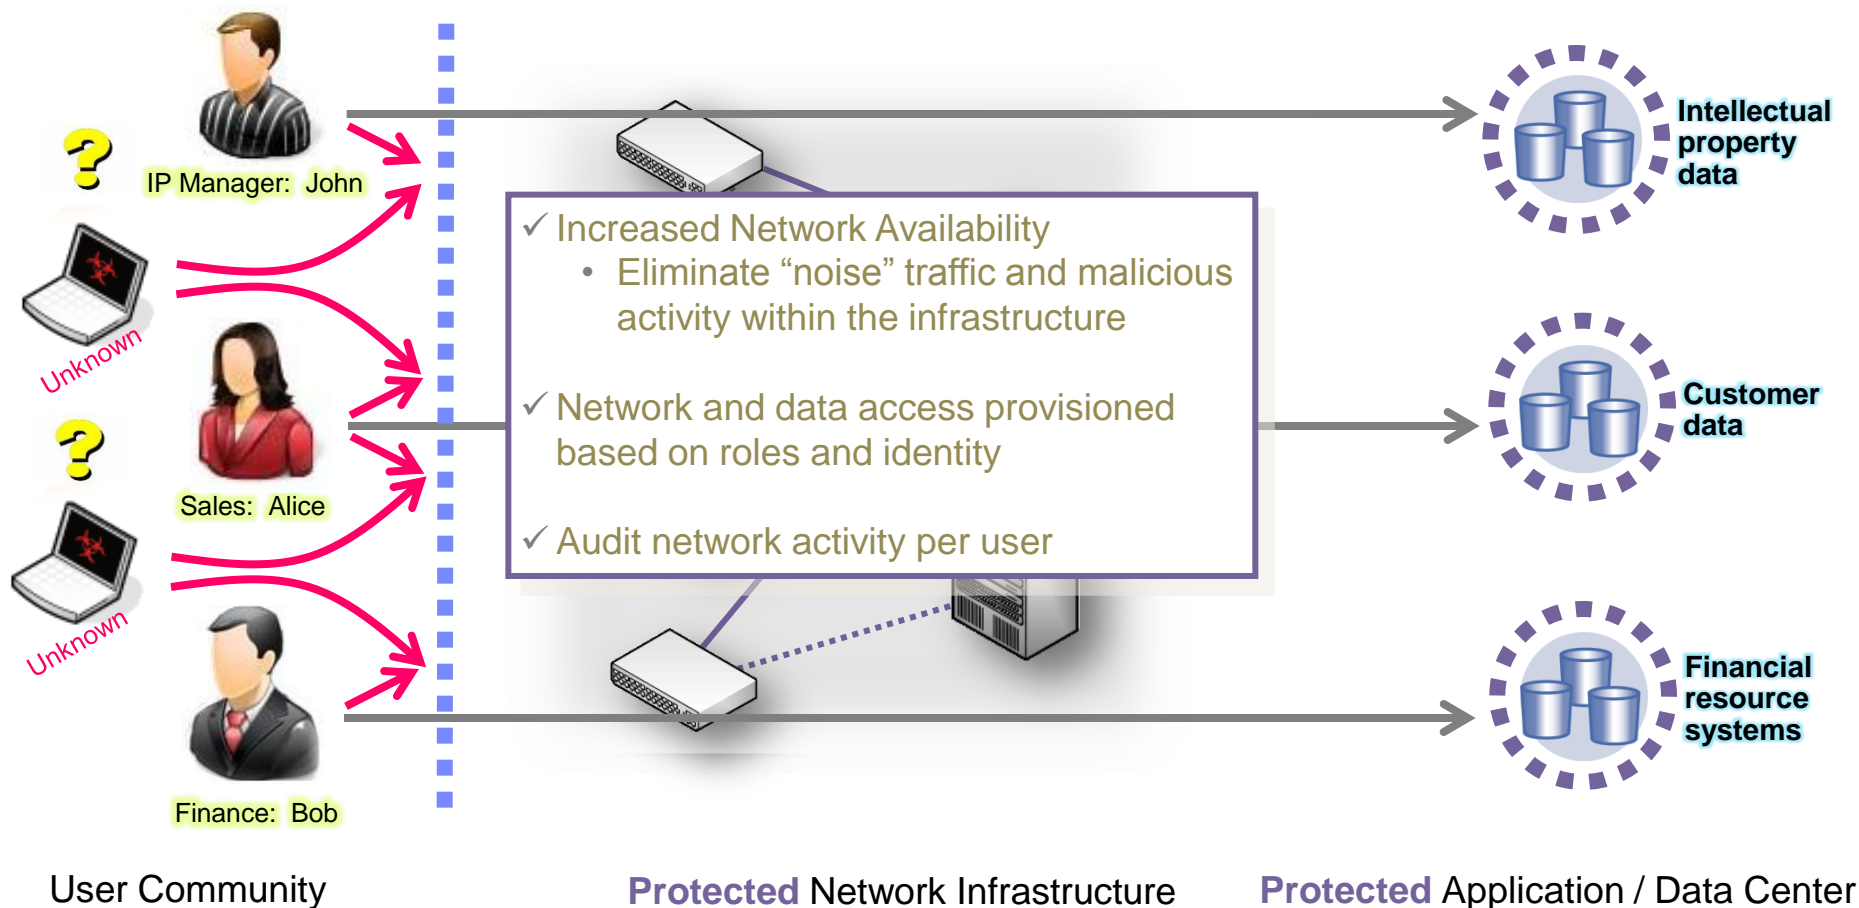 IP Manager: John
Unknown
Sales: Alice
Unknown
Finance: Bob
User Community
✓ Increased Network Availability
• Eliminate “noise” traffic and malicious
activity within the infrastructure
✓ Network and data access provisioned
based on roles and identity
✓ Audit network activity per user
Protected Network Infrastructure
Intellectual
property
data
Customer
data
Financial
resource
systems
Protected Application / Data Center